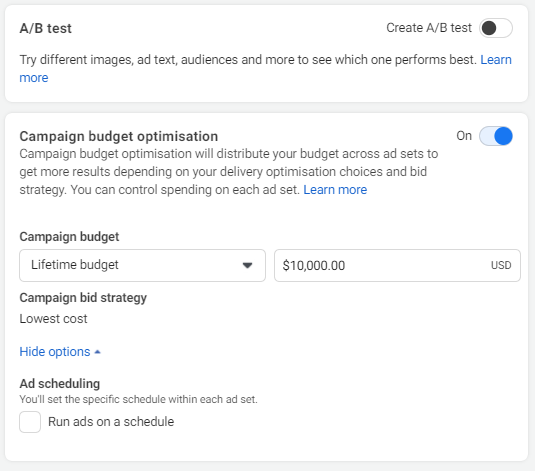 A/B test
Create A/B test
Try different images, ad text, audiences and more to see which one performs best. Learn
more
Campaign budget optimisation
On
Campaign budget optimisation will distribute your budget across ad sets to
get more results depending on your delivery optimisation choices and bid
strategy. You can control spending on each ad set. Learn more
Campaign budget
Lifetime budget
$10,000.00
USD
Campaign bid strategy
Lowest cost
Hide options
Ad scheduling
You'll set the specific schedule within each ad set.
Run ads on a schedule